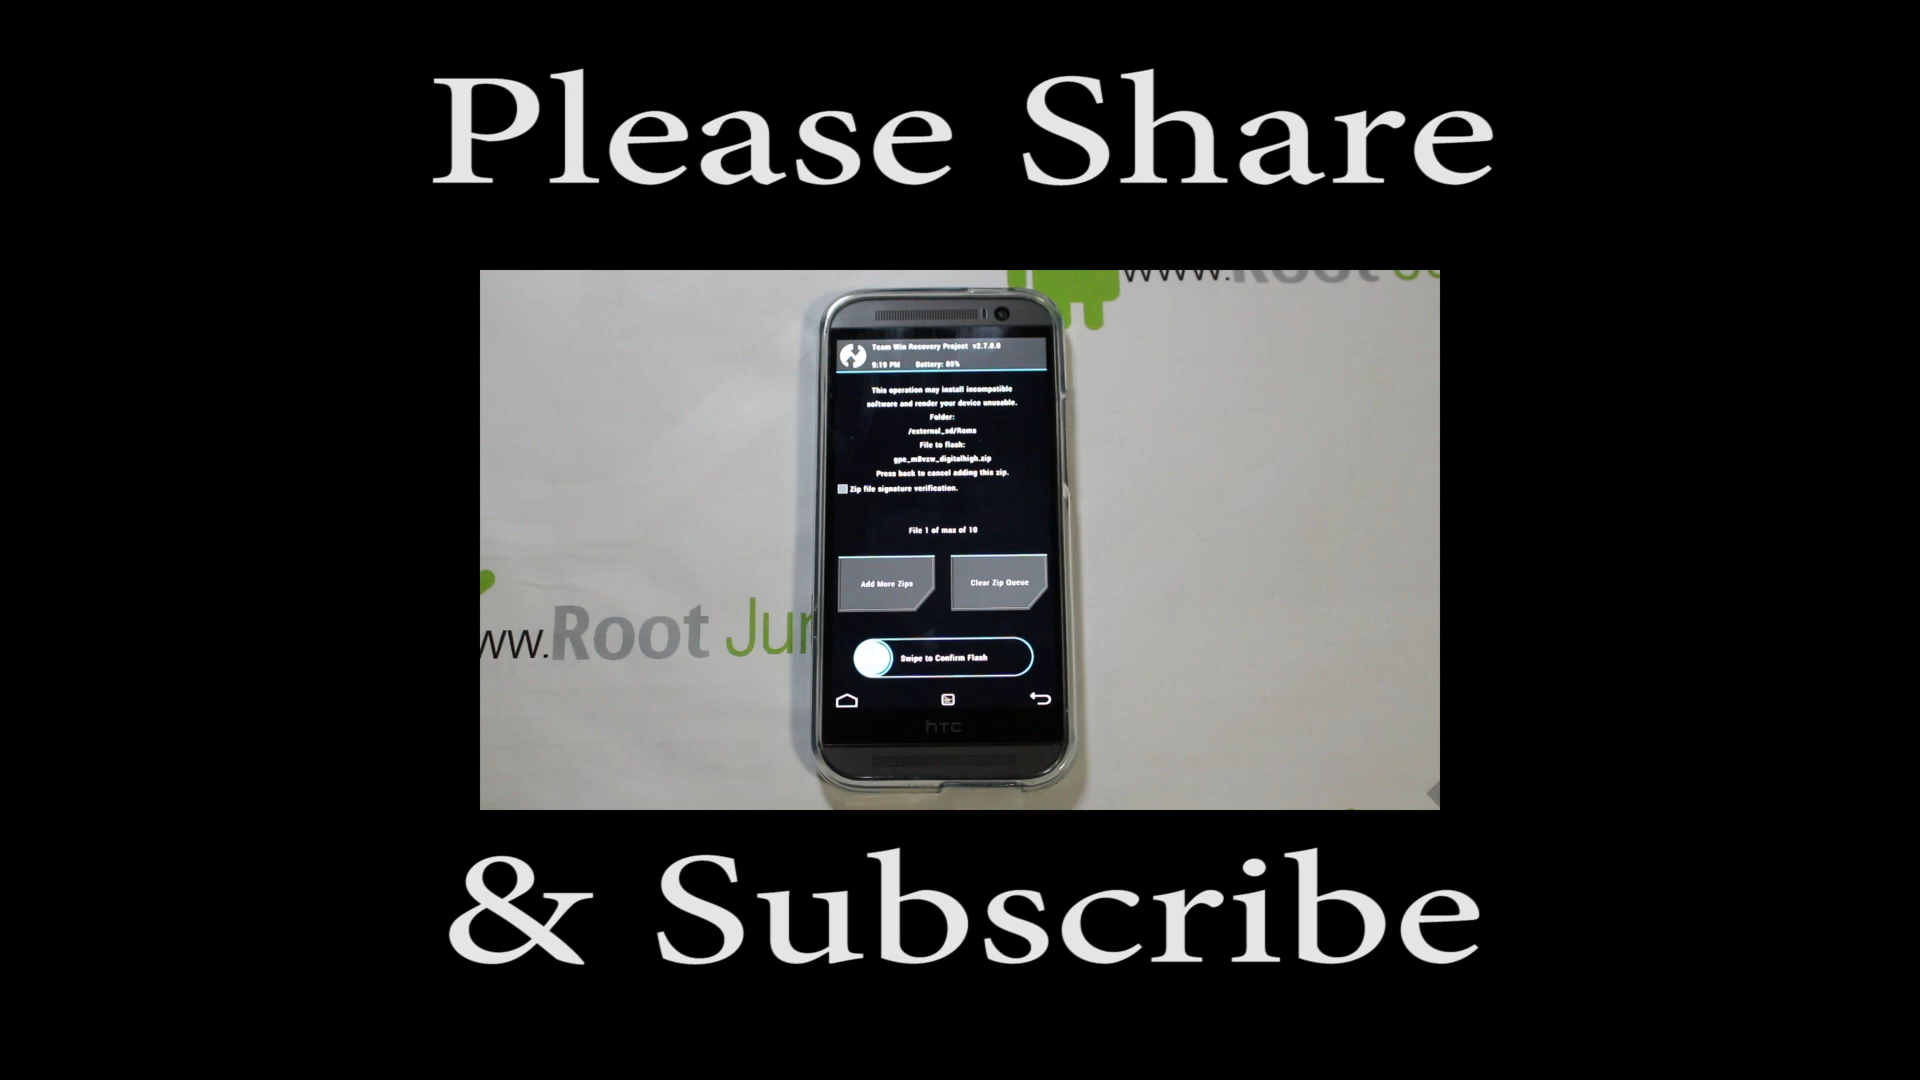 Please Share
www.Root Ju
Team Win Recovery Project v2.7.0.0
9:19 PM Battery: 85%
This operation may install incompatible
software and render your device unusable.
Folder:
/external_sd/Roms
File to flash:
gpe_m8vzw_digitalhigh.zip
Press back to cancel adding this zip.
Zip file signature verification.
File 1 of max of 10
Add More Zips
Clear Zip Queue
Swipe to Confirm Flash
hTC
ww.Root Jun
& Subscribe